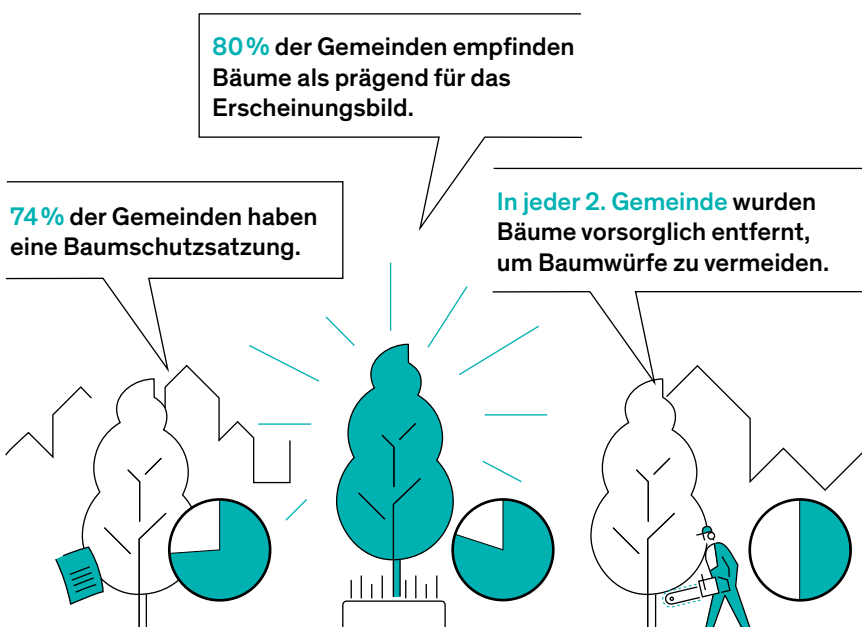 80% der Gemeinden empfinden
Bäume als prägend für das
Erscheinungsbild.
74% der Gemeinden haben
eine Baumschutzsatzung.
In jeder 2. Gemeinde wurden
Bäume vorsorglich entfernt,
um Baumwürfe zu vermeiden.